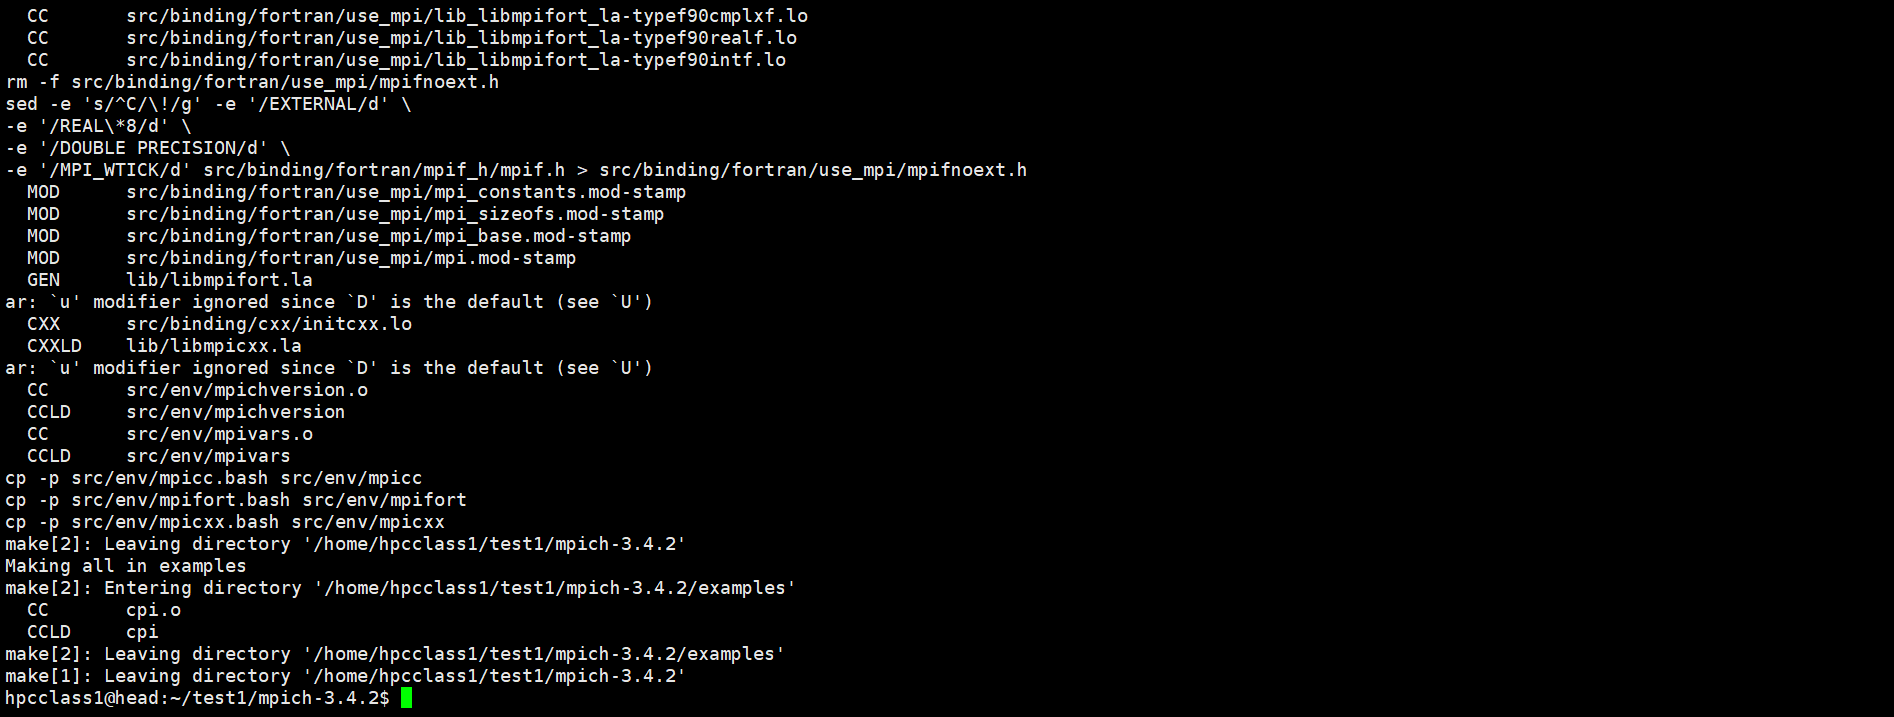 CC       src/binding/fortran/use_mpi/lib_libmpifort_la-typef90cmplxf.lo
  CC       src/binding/fortran/use_mpi/lib_libmpifort_la-typef90realf.lo
  CC       src/binding/fortran/use_mpi/lib_libmpifort_la-typef90intf.lo
rm -f src/binding/fortran/use_mpi/mpifnoext.h
sed -e 's/^C/\!/g' -e '/EXTERNAL/d' \
-e '/REAL\*8/d' \
-e '/DOUBLE PRECISION/d' \
-e '/MPI_WTICK/d' src/binding/fortran/mpif_h/mpif.h > src/binding/fortran/use_mpi/mpifnoext.h
  MOD      src/binding/fortran/use_mpi/mpi_constants.mod-stamp
  MOD      src/binding/fortran/use_mpi/mpi_sizeofs.mod-stamp
  MOD      src/binding/fortran/use_mpi/mpi_base.mod-stamp
  MOD      src/binding/fortran/use_mpi/mpi.mod-stamp
  GEN      lib/libmpifort.la
ar: `u' modifier ignored since `D' is the default (see `U')
  CXX      src/binding/cxx/initcxx.lo
  CXXLD    lib/libmpicxx.la
ar: `u' modifier ignored since `D' is the default (see `U')
  CC       src/env/mpichversion.o
  CCLD     src/env/mpichversion
  CC       src/env/mpivars.o
  CCLD     src/env/mpivars
cp -p src/env/mpicc.bash src/env/mpicc
cp -p src/env/mpifort.bash src/env/mpifort
cp -p src/env/mpicxx.bash src/env/mpicxx
make[2]: Leaving directory '/home/hpcclass1/test1/mpich-3.4.2'
Making all in examples
make[2]: Entering directory '/home/hpcclass1/test1/mpich-3.4.2/examples'
  CC       cpi.o
  CCLD     cpi
make[2]: Leaving directory '/home/hpcclass1/test1/mpich-3.4.2/examples'
make[1]: Leaving directory '/home/hpcclass1/test1/mpich-3.4.2'
hpcclass1@head:~/test1/mpich-3.4.2$